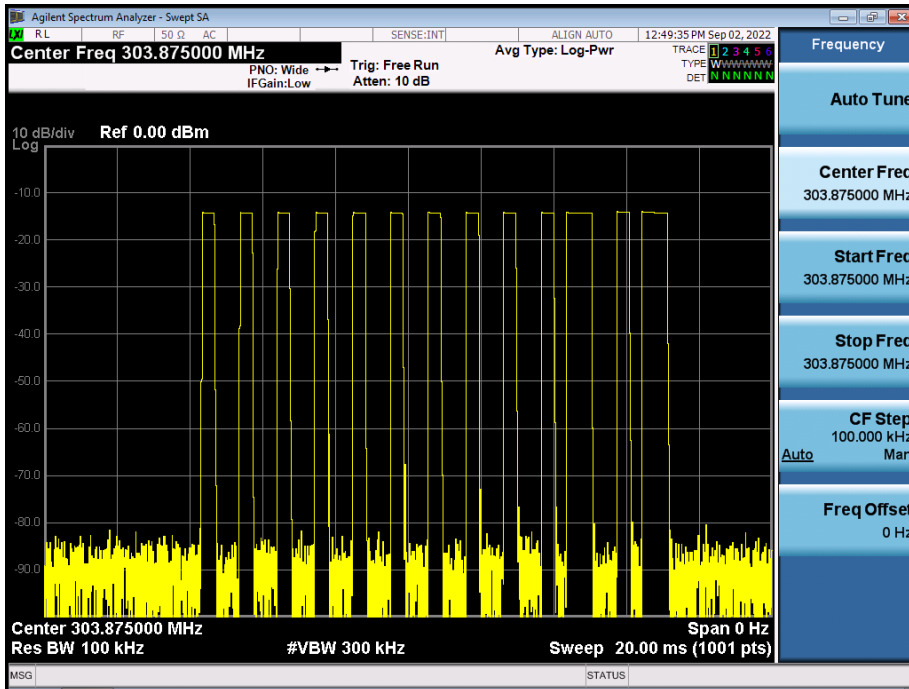 Agilent Spectrum Analyzer - Swept SA
LXI RL RF 50 Ω AC SENSE:INT ALIGN AUTO 12:49:35 PM Sep 02, 2022
Center Freq 303.875000 MHz
PNO: Wide
IFGain:Low
Trig: Free Run
Atten: 10 dB
Avg Type: Log-Pwr
TRACE 1 2 3 4 5 6
TYPE WWWWWW
DET N N N N N N
10 dB/div Ref 0.00 dBm
Log
-10.0
-20.0
-30.0
-40.0
-50.0
-60.0
-70.0
-80.0
-90.0
Center 303.875000 MHz Span 0 Hz
Res BW 100 kHz #VBW 300 kHz Sweep 20.00 ms (1001 pts)
MSG STATUS
Frequency
Auto Tune
Center Freq
303.875000 MHz
Start Freq
303.875000 MHz
Stop Freq
303.875000 MHz
CF Step
100.000 kHz
Auto Man
Freq Offset
0 Hz